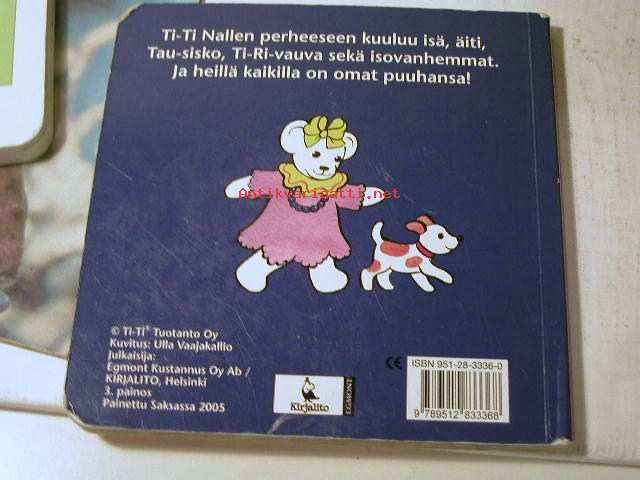 Ti-Ti Nallen perheeseen kuuluu isä, äiti,
Tau-sisko, Ti-Ri-vauva sekä isovanhemmat.
Ja heillä kaikilla on omat puuhansa!
Antikvariaatti.net
© Ti-Ti® Tuotanto Oy
Kuvitus: Ulla Vaajakallio
Julkaisija:
Egmont Kustannus Oy Ab /
KIRJALITO, Helsinki
3. painos
Painettu Saksassa 2005
Kirjalito
EGMONT
CE
ISBN 951-28-3336-0
9 789512 833368